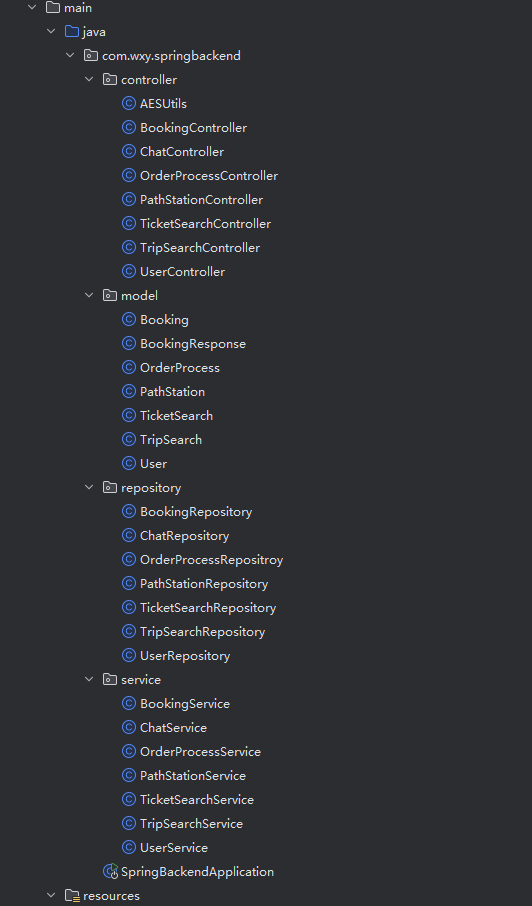 main
java
com.wxy.springbackend
controller
AESUtils
BookingController
ChatController
OrderProcessController
PathStationController
TicketSearchController
TripSearchController
UserController
model
Booking
BookingResponse
OrderProcess
PathStation
TicketSearch
TripSearch
User
repository
BookingRepository
ChatRepository
OrderProcessRepositroy
PathStationRepository
TicketSearchRepository
TripSearchRepository
UserRepository
service
BookingService
ChatService
OrderProcessService
PathStationService
TicketSearchService
TripSearchService
UserService
SpringBackendApplication
resources